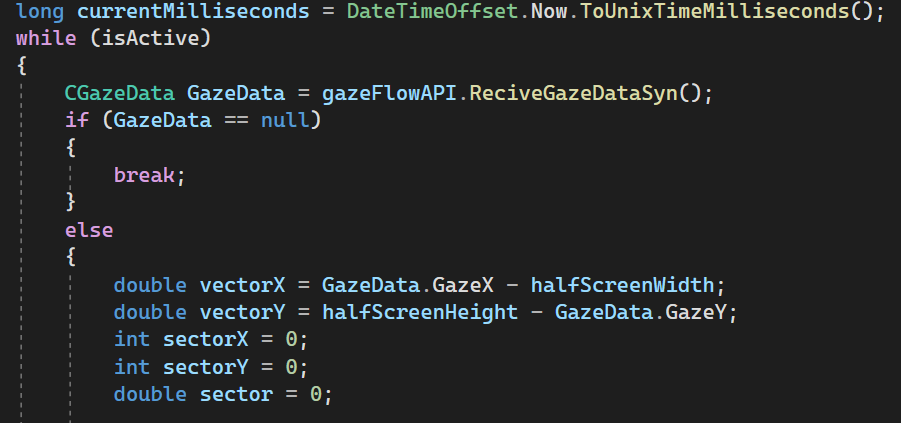 long currentMilliseconds = DateTimeOffset.Now.ToUnixTimeMilliseconds();
while (isActive)
{
    CGazeData GazeData = gazeFlowAPI.ReciveGazeDataSyn();
    if (GazeData == null)
    {
        break;
    }
    else
    {
        double vectorX = GazeData.GazeX - halfScreenWidth;
        double vectorY = halfScreenHeight - GazeData.GazeY;
        int sectorX = 0;
        int sectorY = 0;
        double sector = 0;